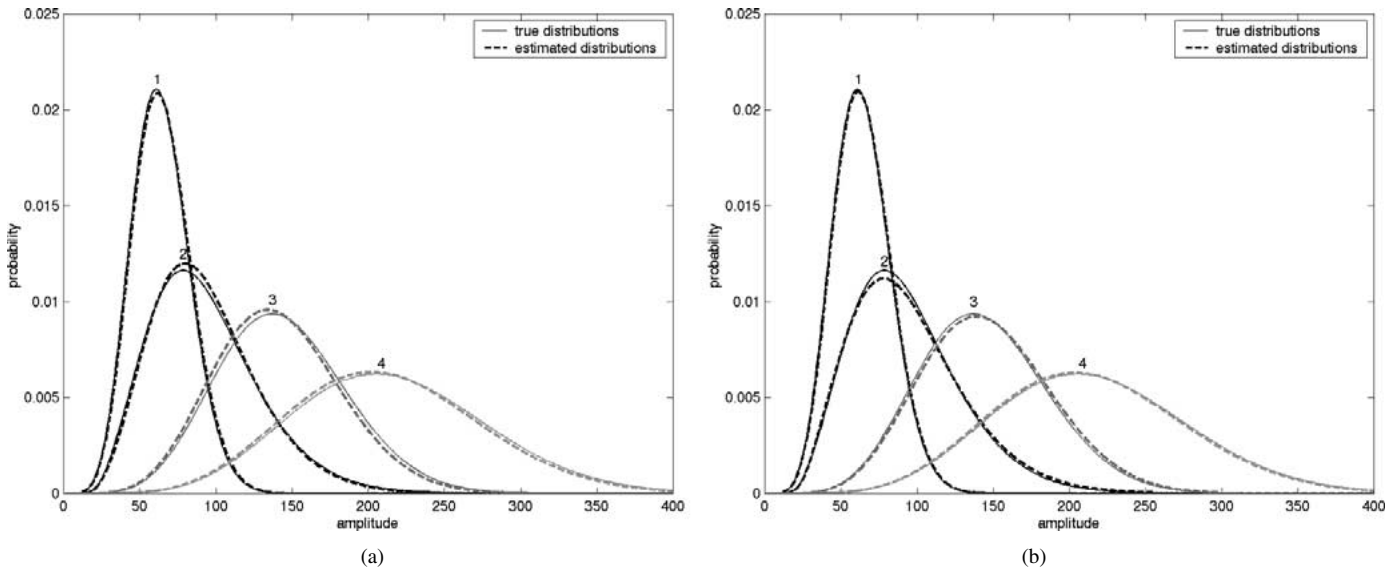 0.025
0.02
0.015
0.01
0.005
0
probability
true distributions
estimated distributions
1
2
3
4
0 50 100 150 200 250 300 350 400
amplitude
(a)
0.025
0.02
0.015
0.01
0.005
0
probability
true distributions
estimated distributions
1
2
3
4
0 50 100 150 200 250 300 350 400
amplitude
(b)